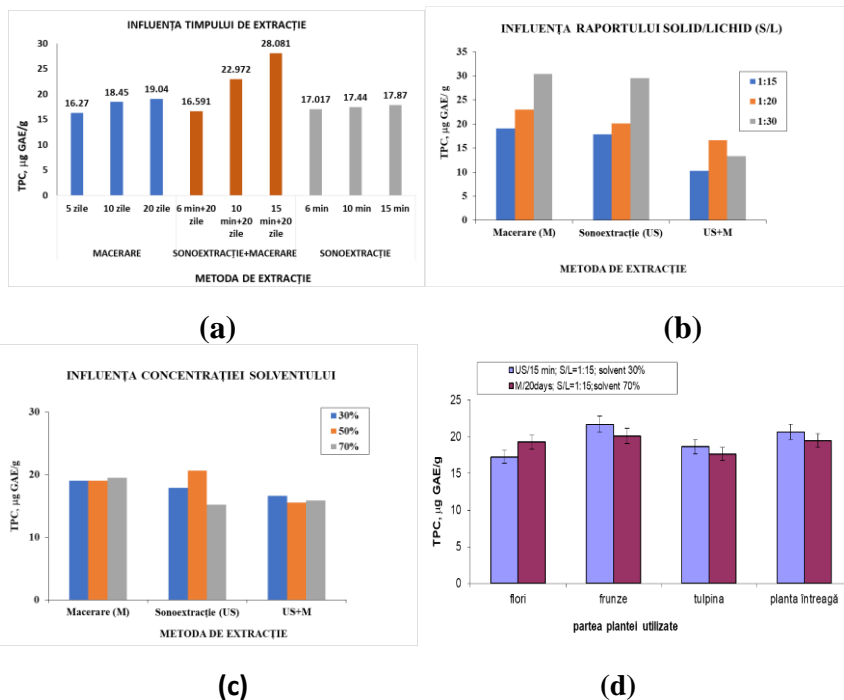 INFLUENȚA TIMPULUI DE EXTRACȚIE
TPC, µg GAE/g
30
25
20
15
10
5
0
16.27
18.45
19.04
16.591
22.972
28.081
17.017
17.44
17.87
5 zile
10 zile
20 zile
6 min+20
zile
10
min+20
zile
15
min+20
zile
6 min
10 min
15 min
MACERARE
SONOEXTRACȚIE+MACERARE
SONOEXTRACȚIE
METODA DE EXTRACȚIE
(a)
INFLUENȚA RAPORTULUI SOLID/LICHID (S/L)
TPC, µg GAE/ g
35
30
25
20
15
10
5
0
1:15
1:20
1:30
Macerare (M)
Sonoextracție (US)
US+M
METODA DE EXTRACȚIE
(b)
INFLUENȚA CONCENTRAȚIEI SOLVENTULUI
TPC, µg GAE/g
30
20
10
0
30%
50%
70%
Macerare (M)
Sonoextracție (US)
US+M
METODA DE EXTRACȚIE
(c)
US/15 min; S/L=1:15; solvent 30%
M/20days; S/L=1:15;solvent 70%
TPC, µg GAE/g
25
20
15
10
5
0
flori
frunze
tulpina
planta întreagă
partea plantei utilizate
(d)